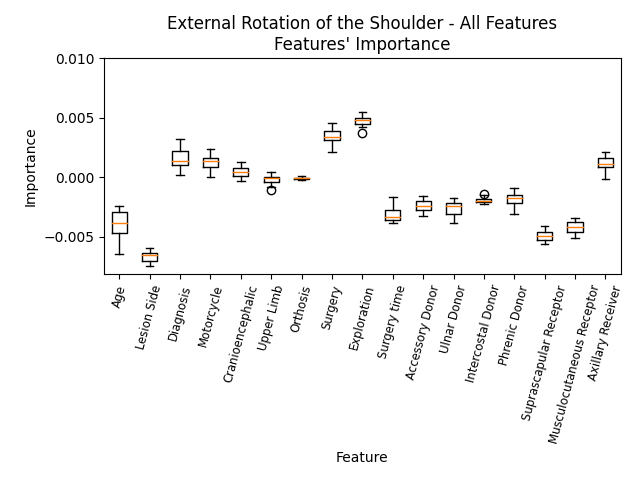 External Rotation of the Shoulder - All Features
Features' Importance
0.010
0.005
0.000
−0.005
Importance
Age
Lesion Side
Diagnosis
Motorcycle
Cranioencephalic
Upper Limb
Orthosis
Surgery
Exploration
Surgery time
Accessory Donor
Ulnar Donor
Intercostal Donor
Phrenic Donor
Suprascapular Receptor
Musculocutaneous Receptor
Axillary Receiver
Feature